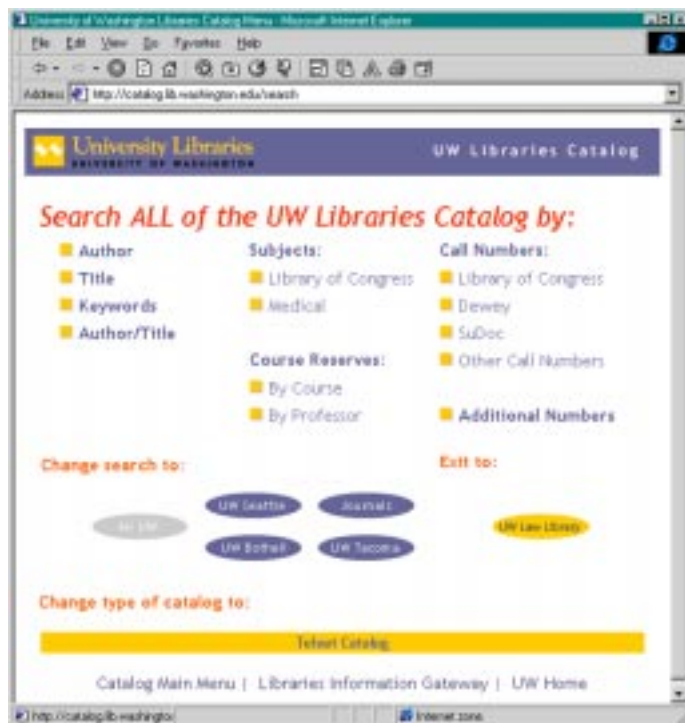 University of Washington Libraries Catalog Menu - Microsoft Internet Explorer
File Edit View Go Favorites Help
Address http://catalog.lib.washington.edu/search
University Libraries
UNIVERSITY OF WASHINGTON
UW Libraries Catalog
Search ALL of the UW Libraries Catalog by:
Author
Title
Keywords
Author/Title
Subjects:
Library of Congress
Medical
Course Reserves:
By Course
By Professor
Call Numbers:
Library of Congress
Dewey
SuDoc
Other Call Numbers
Additional Numbers
Change search to:
All UW
UW Seattle
Journals
UW Bothell
UW Tacoma
Exit to:
UW Law Library
Change type of catalog to:
Telnet Catalog
Catalog Main Menu | Libraries Information Gateway | UW Home
http://catalog.lib.washingto
Internet zone